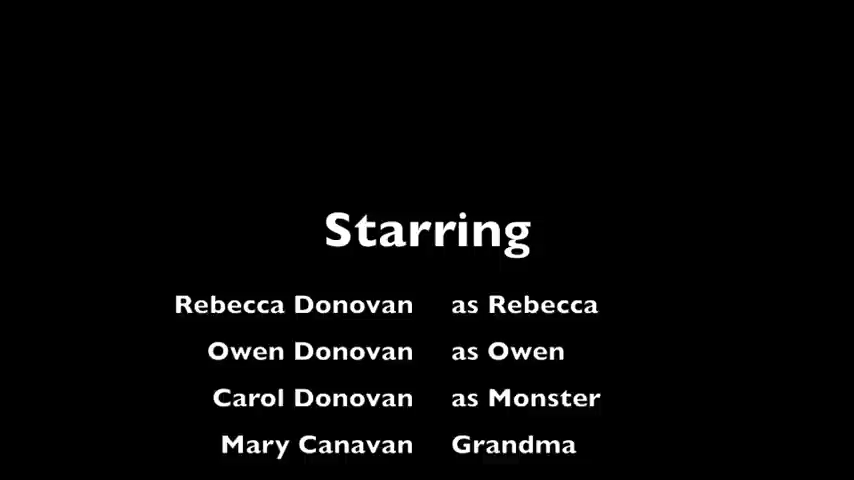 Starring
Rebecca Donovan as Rebecca
Owen Donovan as Owen
Carol Donovan as Monster
Mary Canavan Grandma